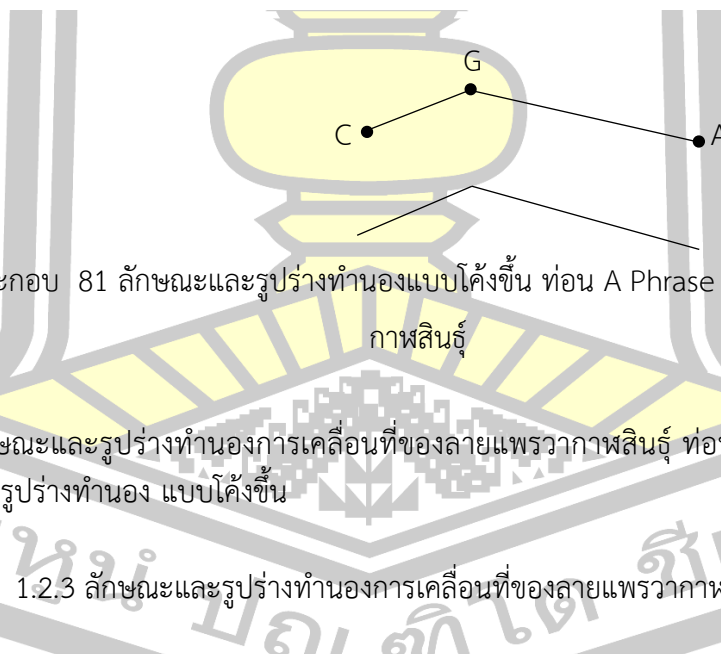 G
C
A
ะกอบ 81 ลักษณะและรูปร่างทำนองแบบโค้งขึ้น ท่อน A Phrase
กาฬสินธุ์
ษณะและรูปร่างทำนองการเคลื่อนที่ของลายแพรวากาฬสินธุ์ ท่อน
รูปร่างทำนอง แบบโค้งขึ้น
1.2.3 ลักษณะและรูปร่างทำนองการเคลื่อนที่ของลายแพรวากาฬ